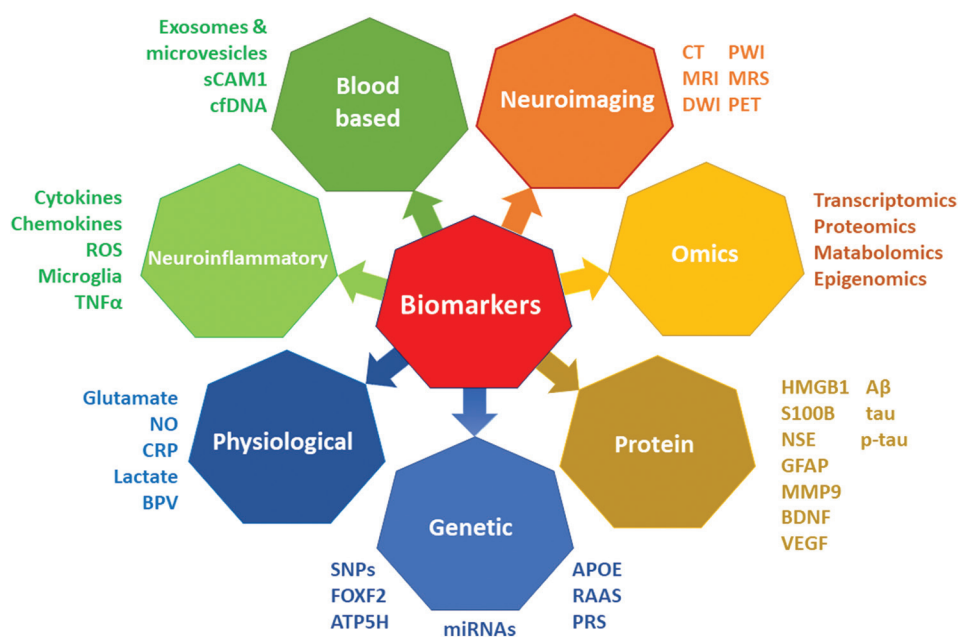 Exosomes &
microvesicles
sCAM1
cfDNA
Blood
based
Neuroimaging
CT PWI
MRI MRS
DWI PET
Cytokines
Chemokines
ROS
Microglia
TNFα
Neuroinflammatory
Biomarkers
Omics
Transcriptomics
Proteomics
Matabolomics
Epigenomics
Glutamate
NO
CRP
Lactate
BPV
Physiological
Genetic
SNPs
FOXF2
ATP5H
miRNAs
APOE
RAAS
PRS
Protein
HMGB1 Aβ
S100B tau
NSE p-tau
GFAP
MMP9
BDNF
VEGF